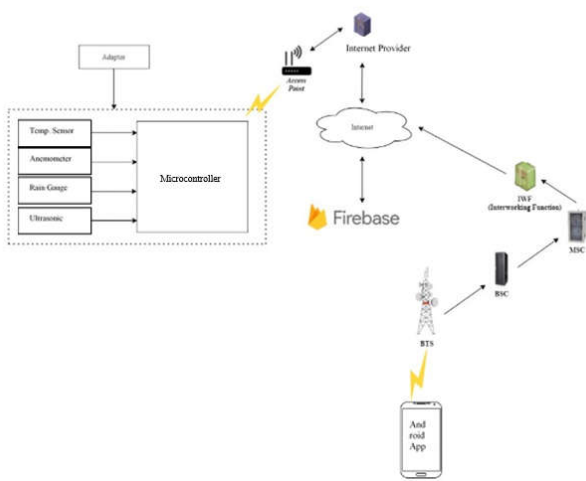 Adaptor
Internet Provider
Access
Point
Temp. Sensor
Anemometer
Rain Gauge
Ultrasonic
Microcontroller
Internet
Firebase
IWF
(Interworking Function)
MSC
BSC
BTS
And
roid
App